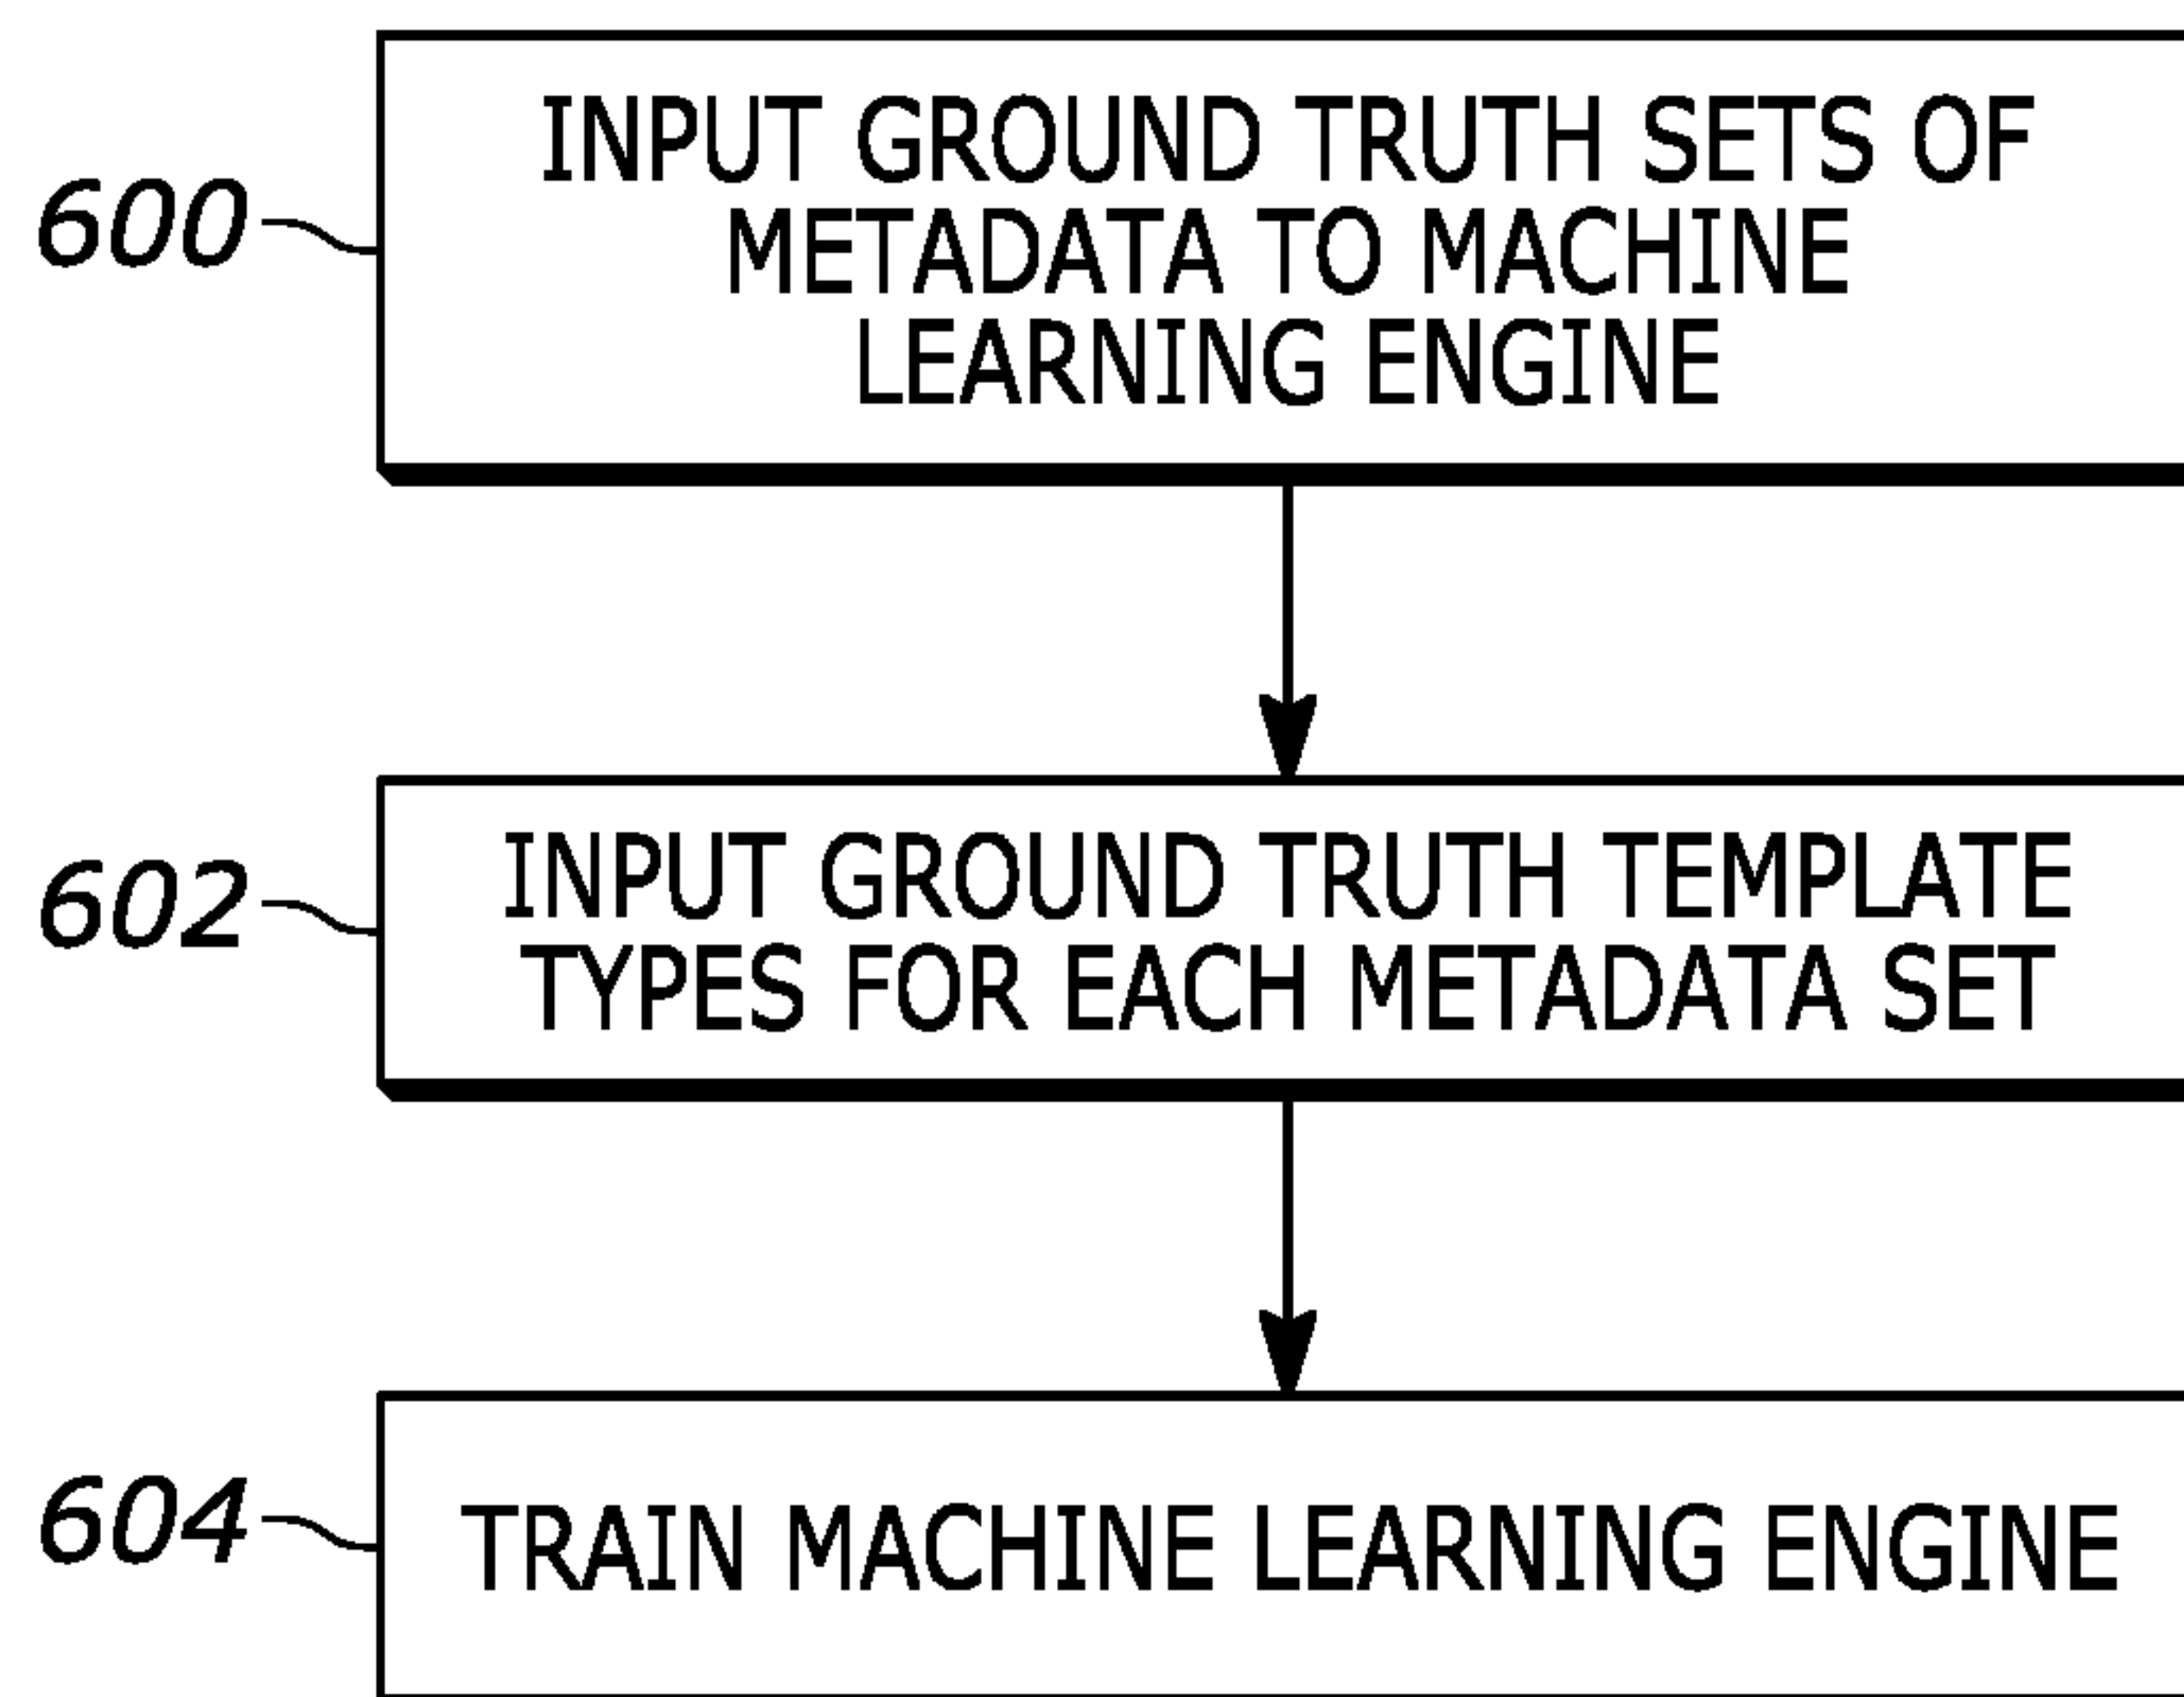 600
INPUT GROUND TRUTH SETS OF
METADATA TO MACHINE
LEARNING ENGINE
602
INPUT GROUND TRUTH TEMPLATE
TYPES FOR EACH METADATA SET
604
TRAIN MACHINE LEARNING ENGINE